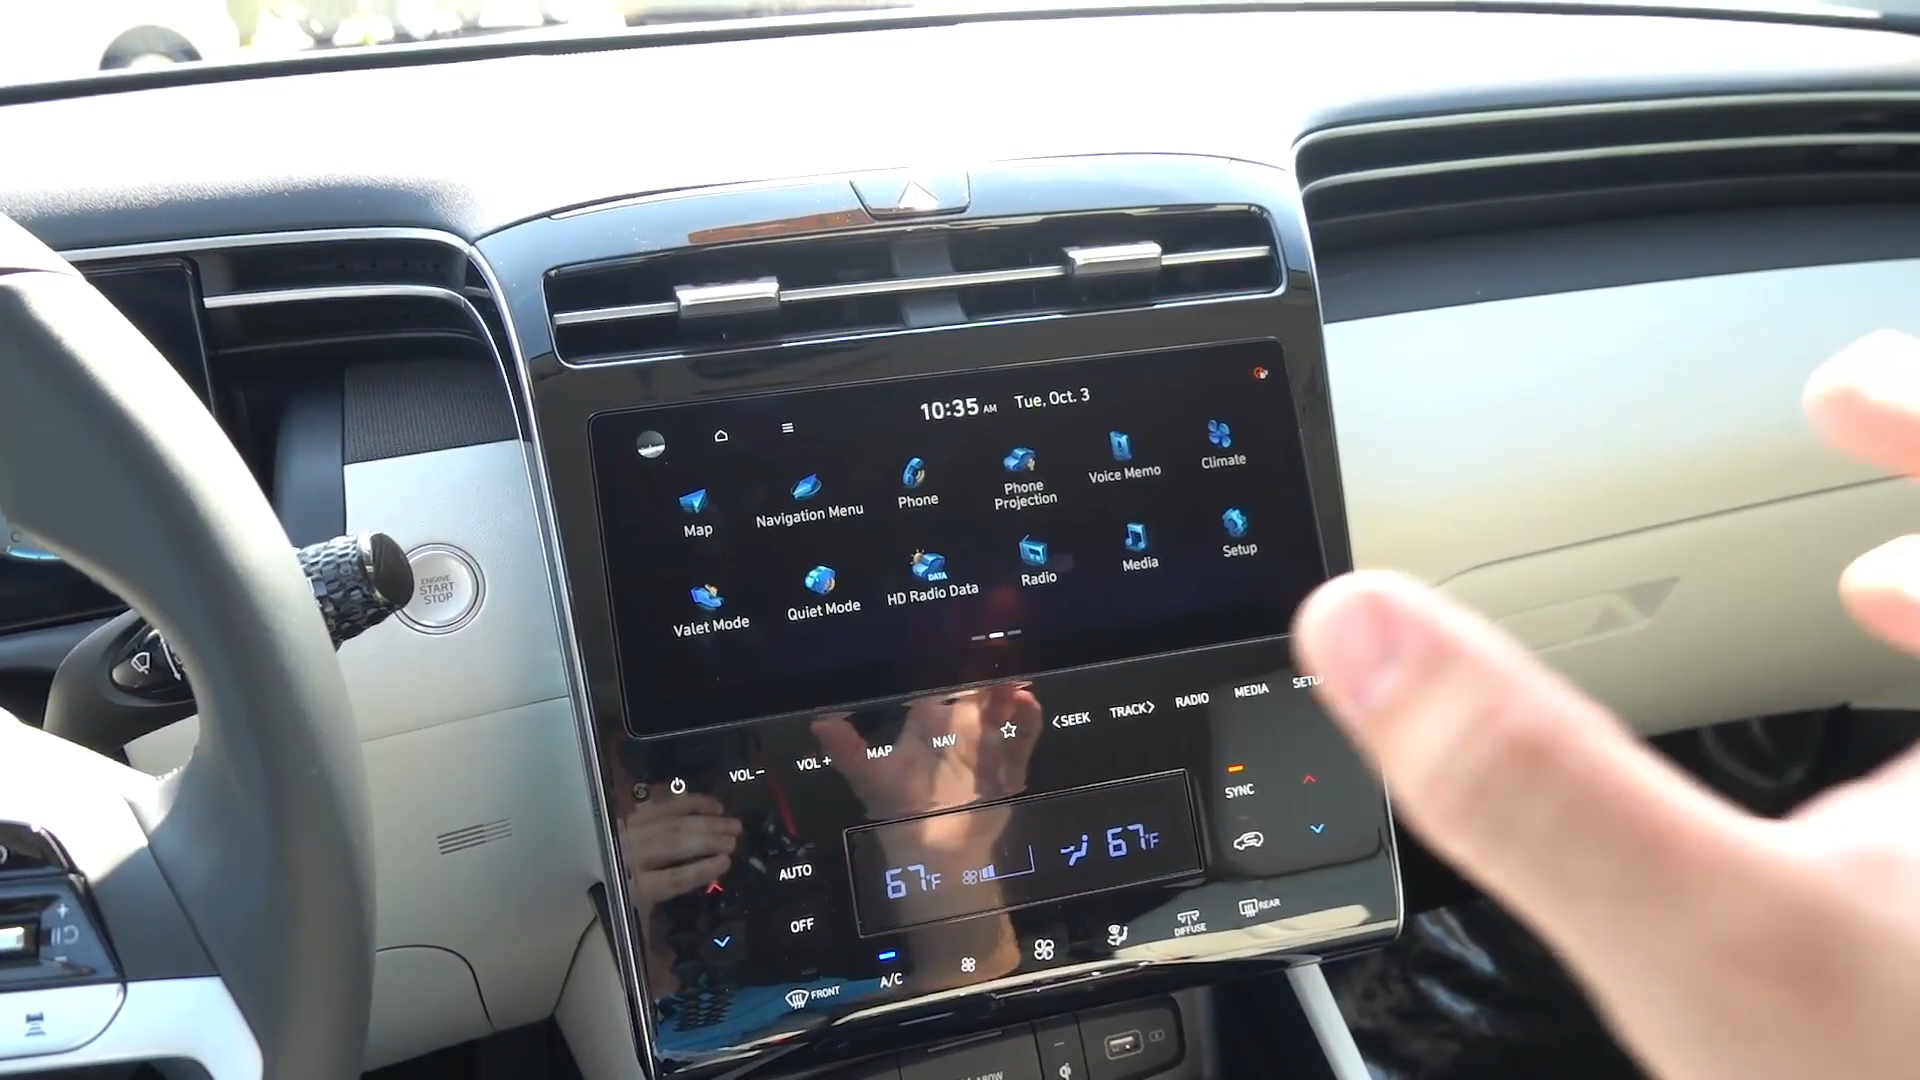 10:35 AM Tue, Oct. 3
Map
Navigation Menu
Phone
Phone
Projection
Voice Memo
Climate
Valet Mode
Quiet Mode
DATA
HD Radio Data
Radio
Media
Setup
ENGINE
START
STOP
VOL−
VOL+
MAP
NAV
<SEEK
TRACK>
RADIO
MEDIA
SETUP
AUTO
OFF
67°F
67°F
SYNC
FRONT
A/C
DIFFUSE
REAR